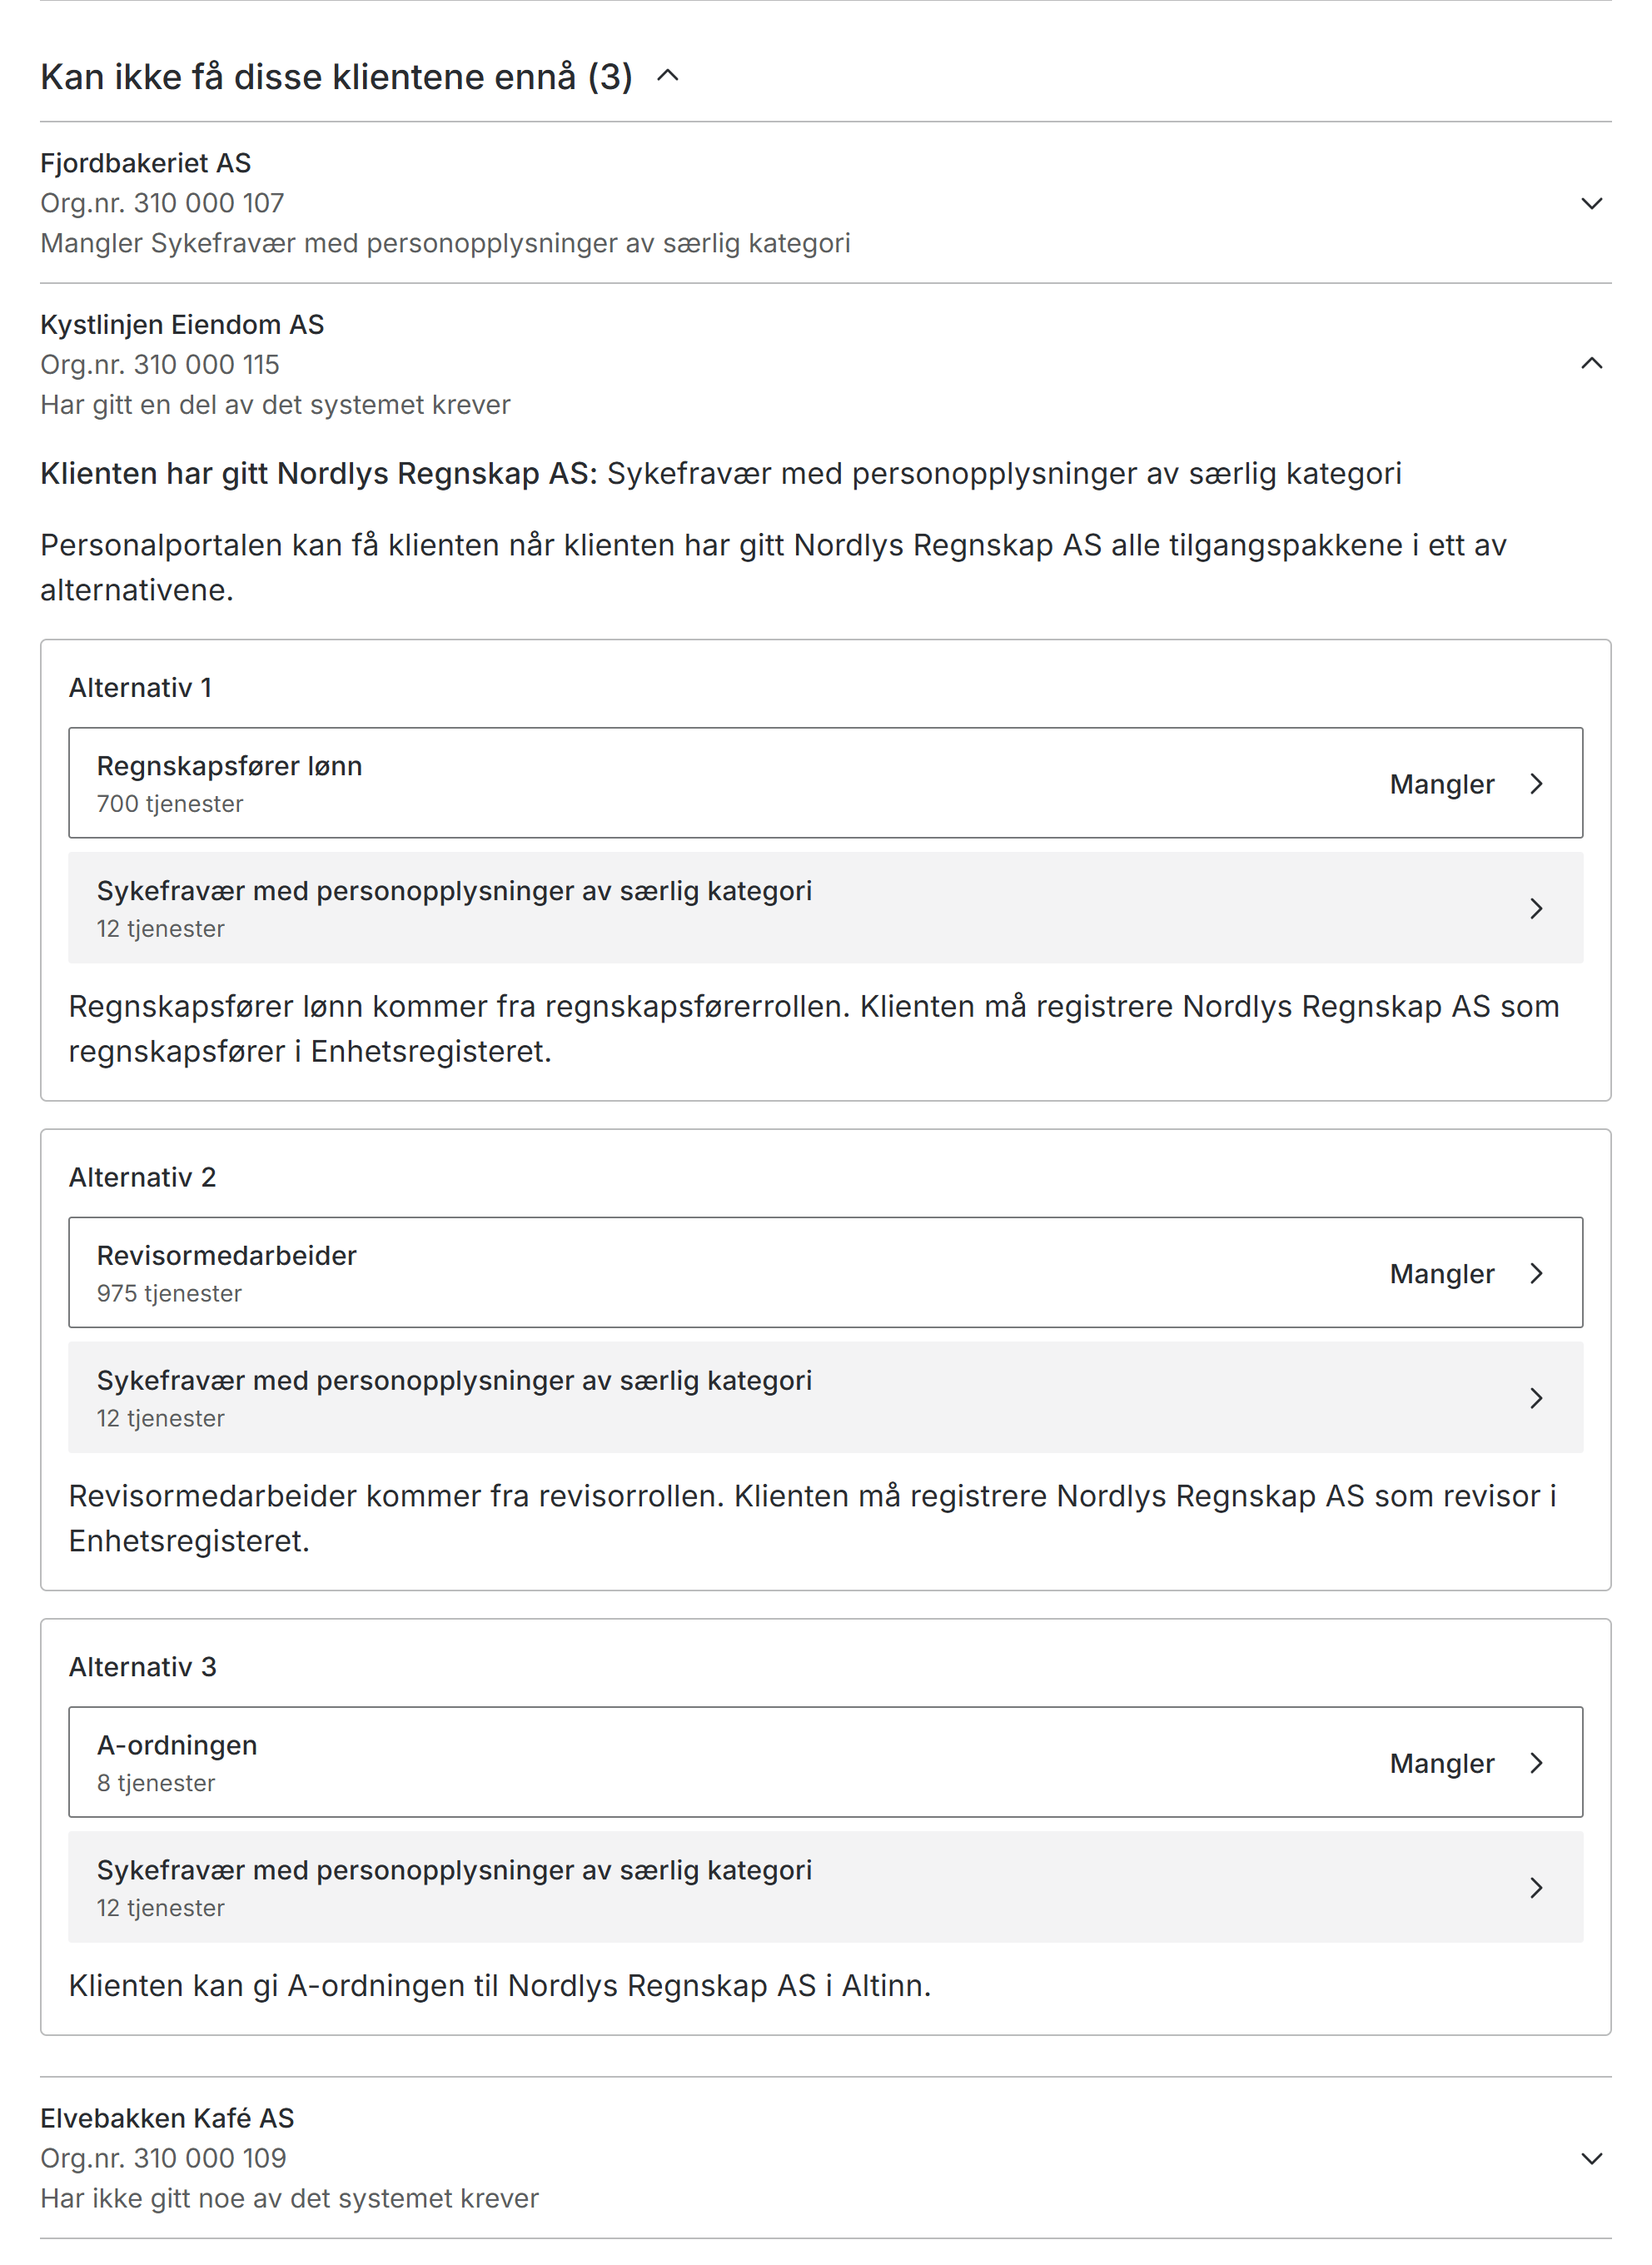 Kan ikke få disse klientene ennå (3)
Fjordbakeriet AS
Org.nr. 310 000 107
Mangler Sykefravær med personopplysninger av særlig kategori
Kystlinjen Eiendom AS
Org.nr. 310 000 115
Har gitt en del av det systemet krever
Klienten har gitt Nordlys Regnskap AS: Sykefravær med personopplysninger av særlig kategori
Personalportalen kan få klienten når klienten har gitt Nordlys Regnskap AS alle tilgangspakkene i ett av
alternativene.
Alternativ 1
Regnskapsfører lønn
700 tjenester
Mangler
Sykefravær med personopplysninger av særlig kategori
12 tjenester
Regnskapsfører lønn kommer fra regnskapsførerrollen. Klienten må registrere Nordlys Regnskap AS som
regnskapsfører i Enhetsregisteret.
Alternativ 2
Revisormedarbeider
975 tjenester
Mangler
Sykefravær med personopplysninger av særlig kategori
12 tjenester
Revisormedarbeider kommer fra revisorrollen. Klienten må registrere Nordlys Regnskap AS som revisor i
Enhetsregisteret.
Alternativ 3
A-ordningen
8 tjenester
Mangler
Sykefravær med personopplysninger av særlig kategori
12 tjenester
Klienten kan gi A-ordningen til Nordlys Regnskap AS i Altinn.
Elvebakken Kafé AS
Org.nr. 310 000 109
Har ikke gitt noe av det systemet krever